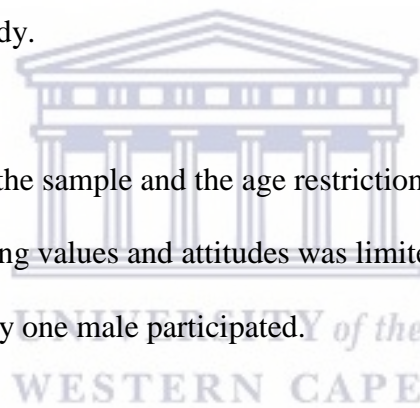 dy.
the sample and the age restriction
ng values and attitudes was limite
y one male participated.
UNIVERSITY of the
WESTERN CAPE